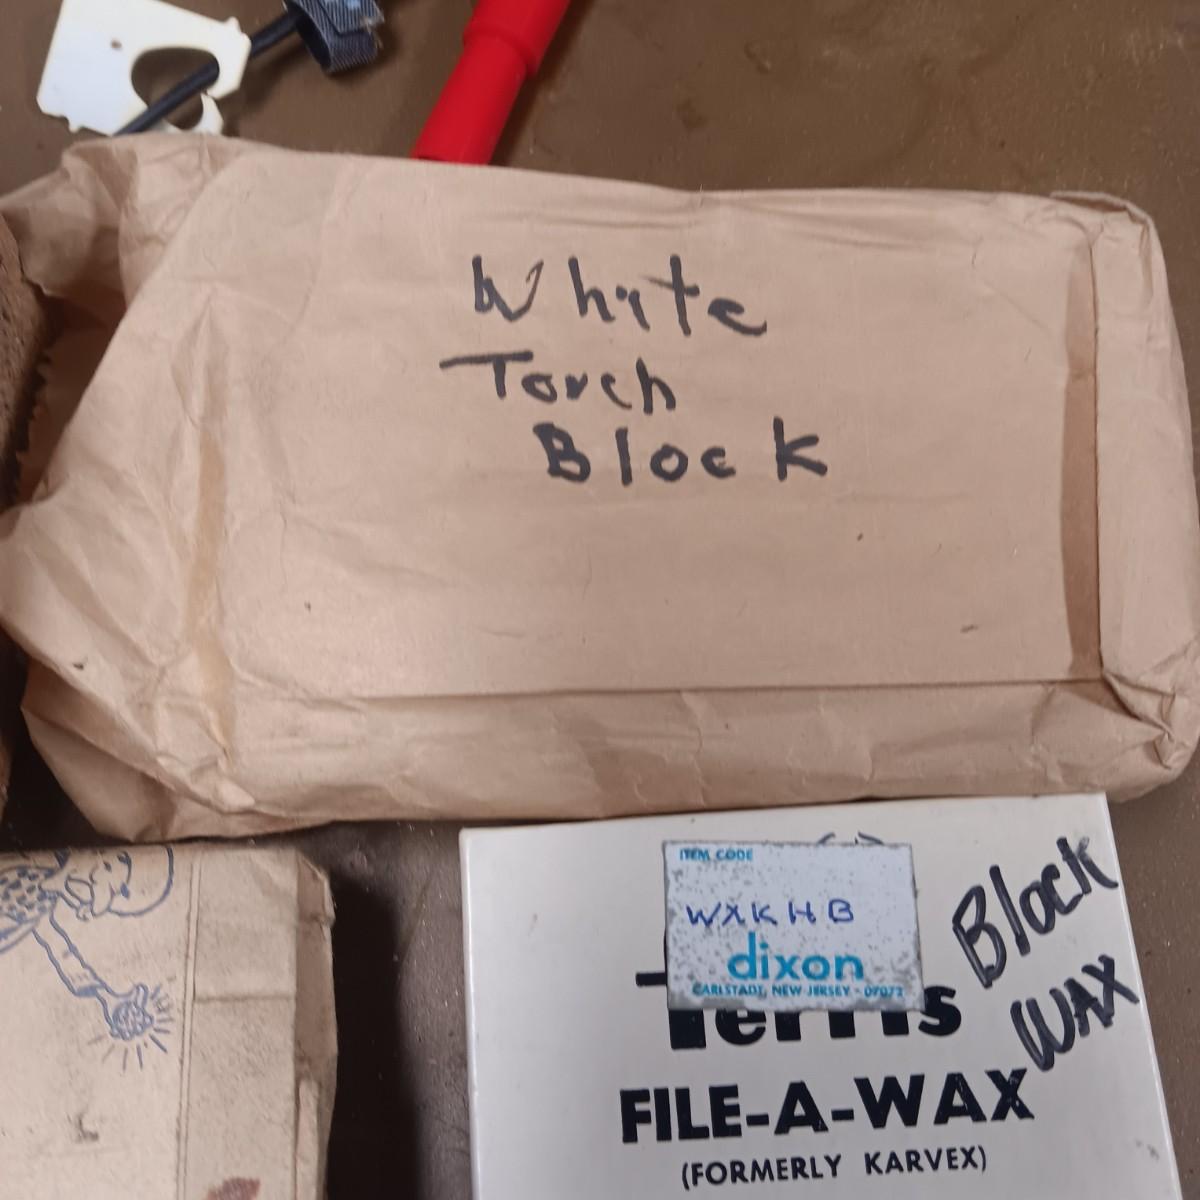 White
Torch
Block
ITEM CODE
WXKHB
dixon
CARLSTADT, NEW JERSEY - 07072
Block
WAX
FILE-A-WAX
(FORMERLY KARVEX)